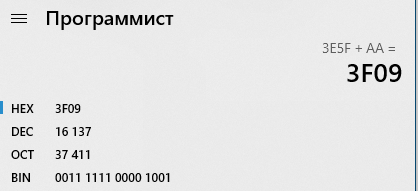 Программист
3E5F + AA =
3F09
HEX 3F09
DEC 16 137
OCT 37 411
BIN 0011 1111 0000 1001